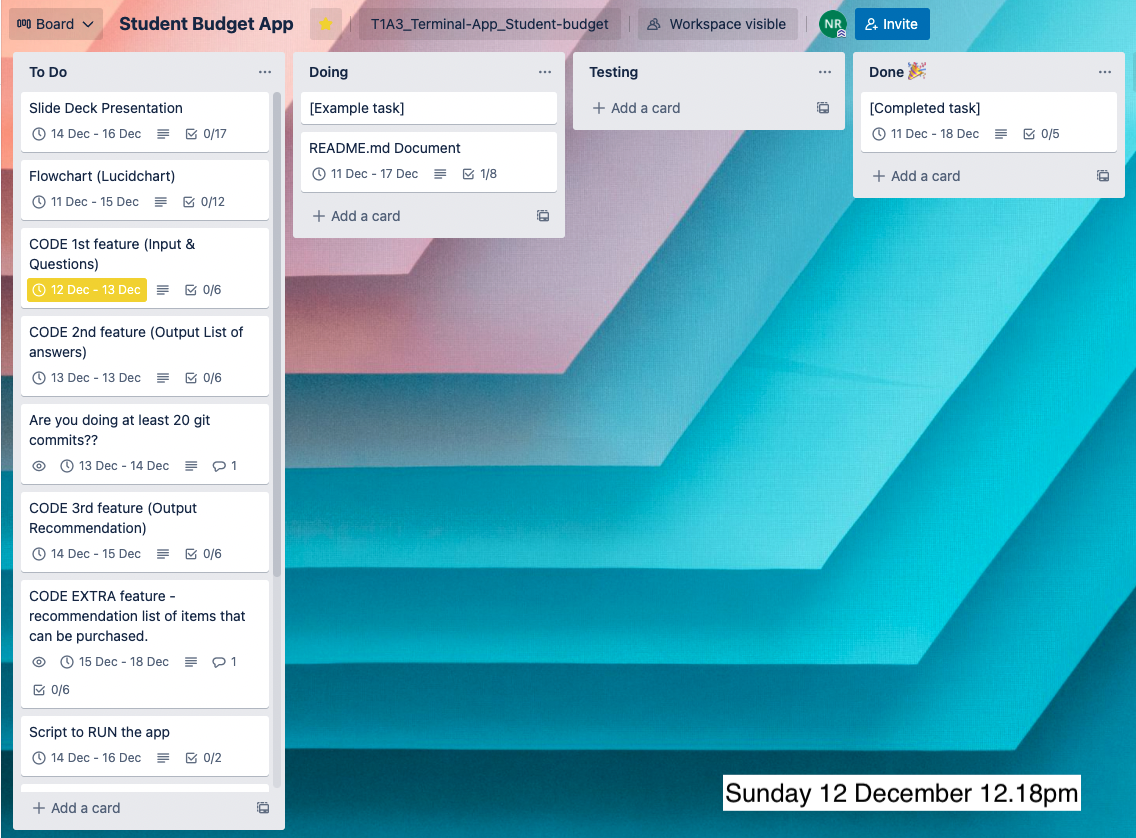 Board
Student Budget App
T1A3_Terminal-App_Student-budget
Workspace visible
NR
Invite
To Do
Slide Deck Presentation
14 Dec - 16 Dec
0/17
Flowchart (Lucidchart)
11 Dec - 15 Dec
0/12
CODE 1st feature (Input &
Questions)
12 Dec - 13 Dec
0/6
CODE 2nd feature (Output List of
answers)
13 Dec - 13 Dec
0/6
Are you doing at least 20 git
commits??
13 Dec - 14 Dec
1
CODE 3rd feature (Output
Recommendation)
14 Dec - 15 Dec
0/6
CODE EXTRA feature -
recommendation list of items that
can be purchased.
15 Dec - 18 Dec
1
0/6
Script to RUN the app
14 Dec - 16 Dec
0/2
Add a card
Doing
[Example task]
README.md Document
11 Dec - 17 Dec
1/8
Add a card
Testing
Add a card
Done 🎉
[Completed task]
11 Dec - 18 Dec
0/5
Add a card
Sunday 12 December 12.18pm